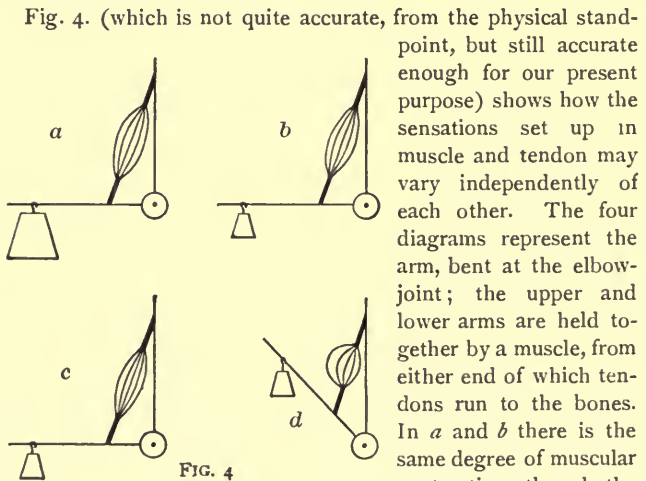 Fig. 4. (which is not quite accurate, from the physical stand-
point, but still accurate
enough for our present
purpose) shows how the
sensations set up in
muscle and tendon may
vary independently of
each other. The four
diagrams represent the
arm, bent at the elbow-
joint; the upper and
lower arms are held to-
gether by a muscle, from
either end of which ten-
dons run to the bones.
In a and b there is the
same degree of muscular
a
b
c
d
FIG. 4